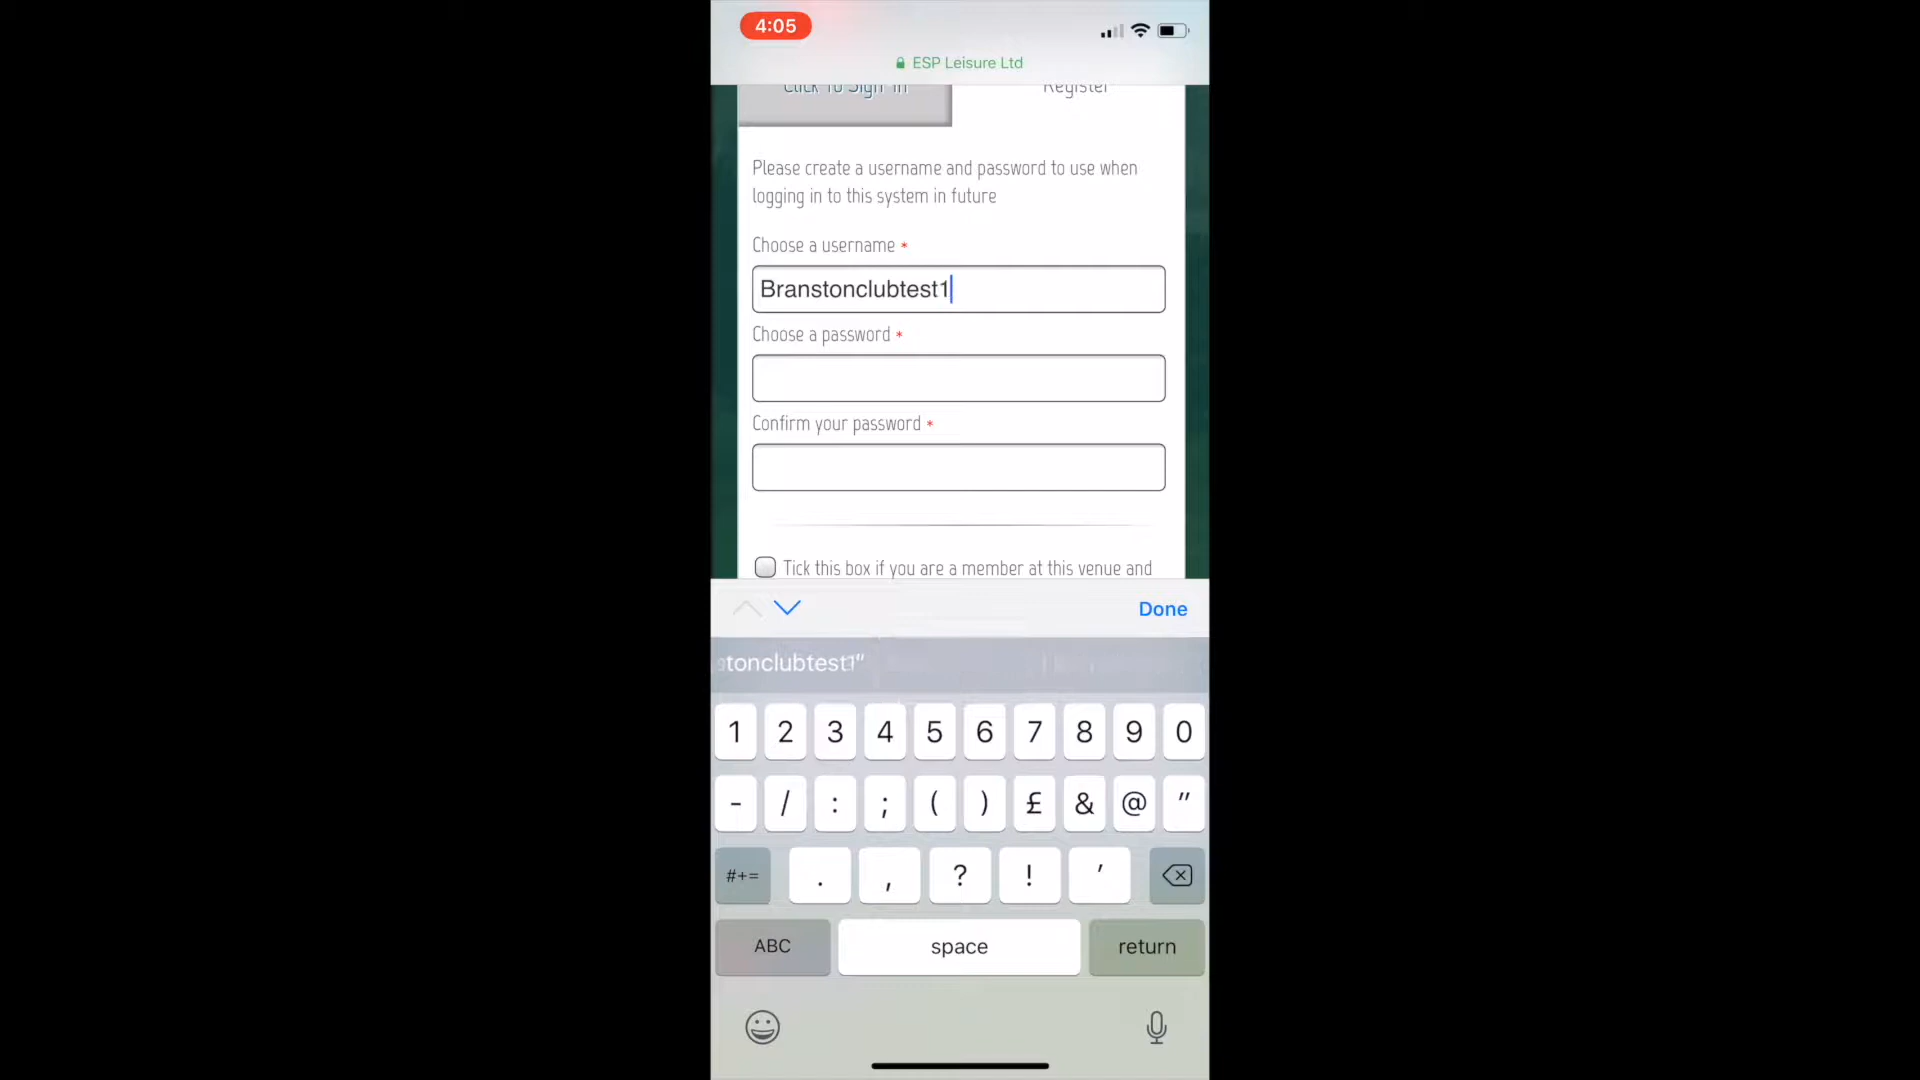 4:05
ESP Leisure Ltd
Click To Sign In
Register
Please create a username and password to use when
logging in to this system in future
Choose a username *
Branstonclubtest1
Choose a password *
Confirm your password *
Tick this box if you are a member at this venue and
Done
tonclubtest1"
1 2 3 4 5 6 7 8 9 0
- / : ; ( ) £ & @ "
#+= . , ? ! '
ABC space return